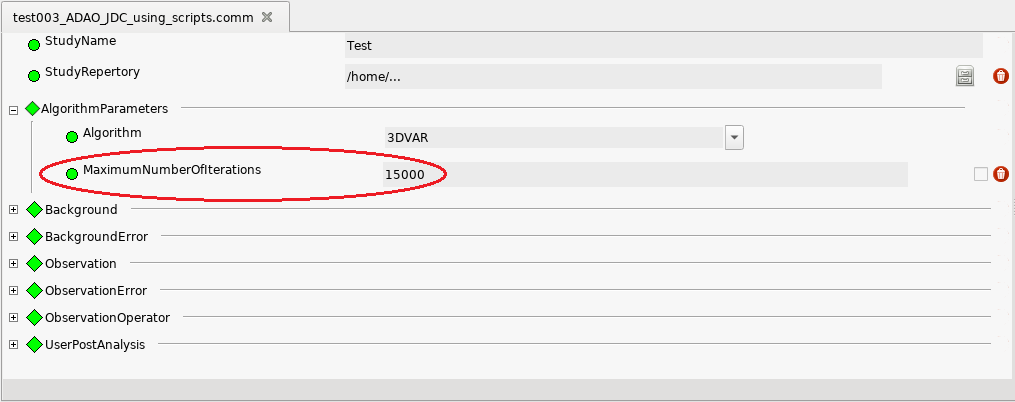 test003_ADAO_JDC_using_scripts.comm
StudyName Test
StudyRepertory /home/...
AlgorithmParameters
Algorithm 3DVAR
MaximumNumberOfIterations 15000
Background
BackgroundError
Observation
ObservationError
ObservationOperator
UserPostAnalysis